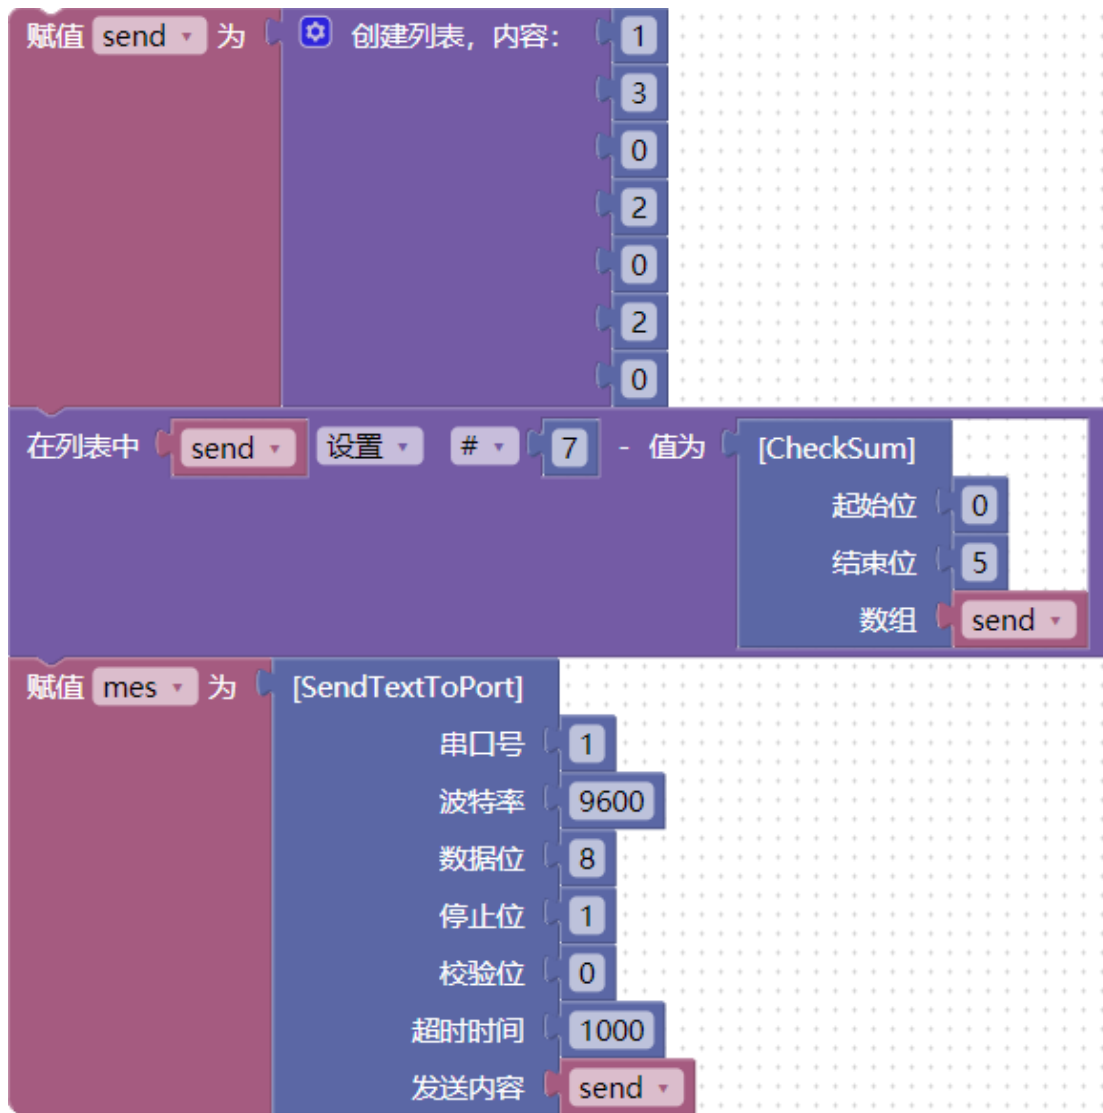 赋值 send 为 创建列表，内容： 1
3
0
2
0
2
0
在列表中 send 设置 # 7 - 值为 [CheckSum]
起始位 0
结束位 5
数组 send
赋值 mes 为 [SendTextToPort]
串口号 1
波特率 9600
数据位 8
停止位 1
校验位 0
超时时间 1000
发送内容 send